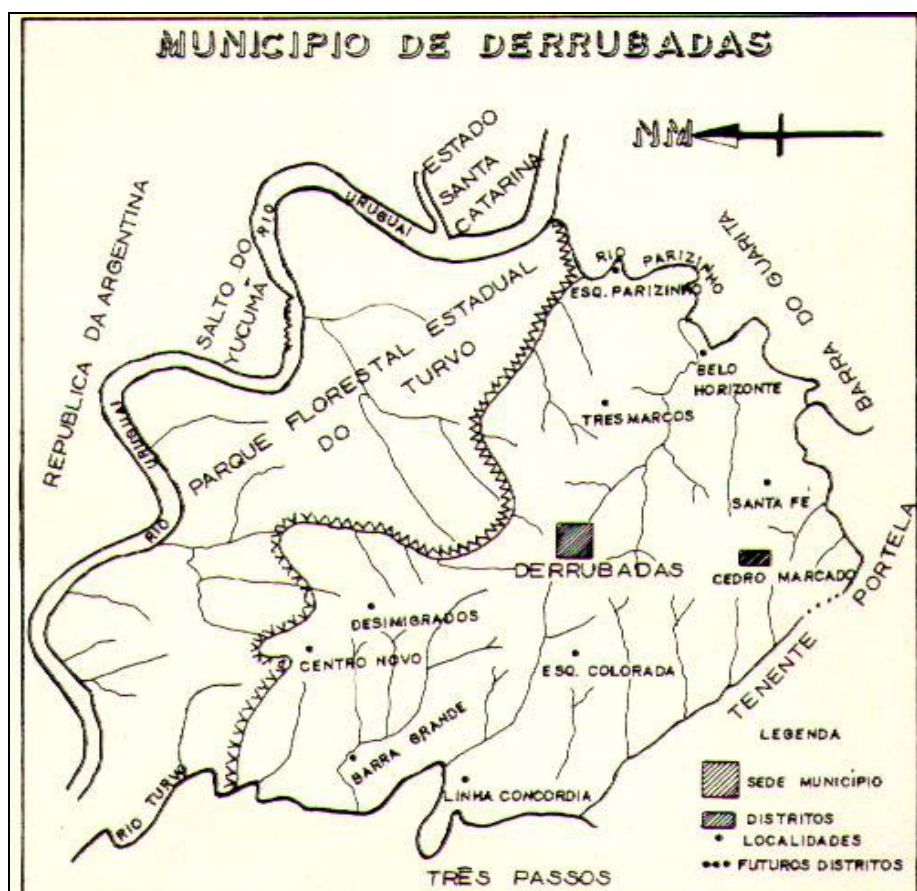 MUNICIPIO DE DERRUBADAS
NM
ESTADO
SANTA
CATARINA
REPUBLICA DA ARGENTINA
SALTO DO
YUCUMÃ
RIO
URUGUAI
RIO
PARIZINHO
ESQ. PARIZINHO
BARRA DO GUARITA
BELO
HORIZONTE
PARQUE FLORESTAL ESTADUAL
DO TURVO
TRES MARCOS
RIO
URUGUAI
SANTA FÉ
DERRUBADAS
CEDRO MARCADO
DESIMIGRADOS
CENTRO NOVO
ESQ. COLORADA
TENENTE PORTELA
BARRA GRANDE
LINHA CONCORDIA
RIO TURVO
TRÊS PASSOS
LEGENDA
SEDE MUNICÍPIO
DISTRITOS
LOCALIDADES
FUTUROS DISTRITOS